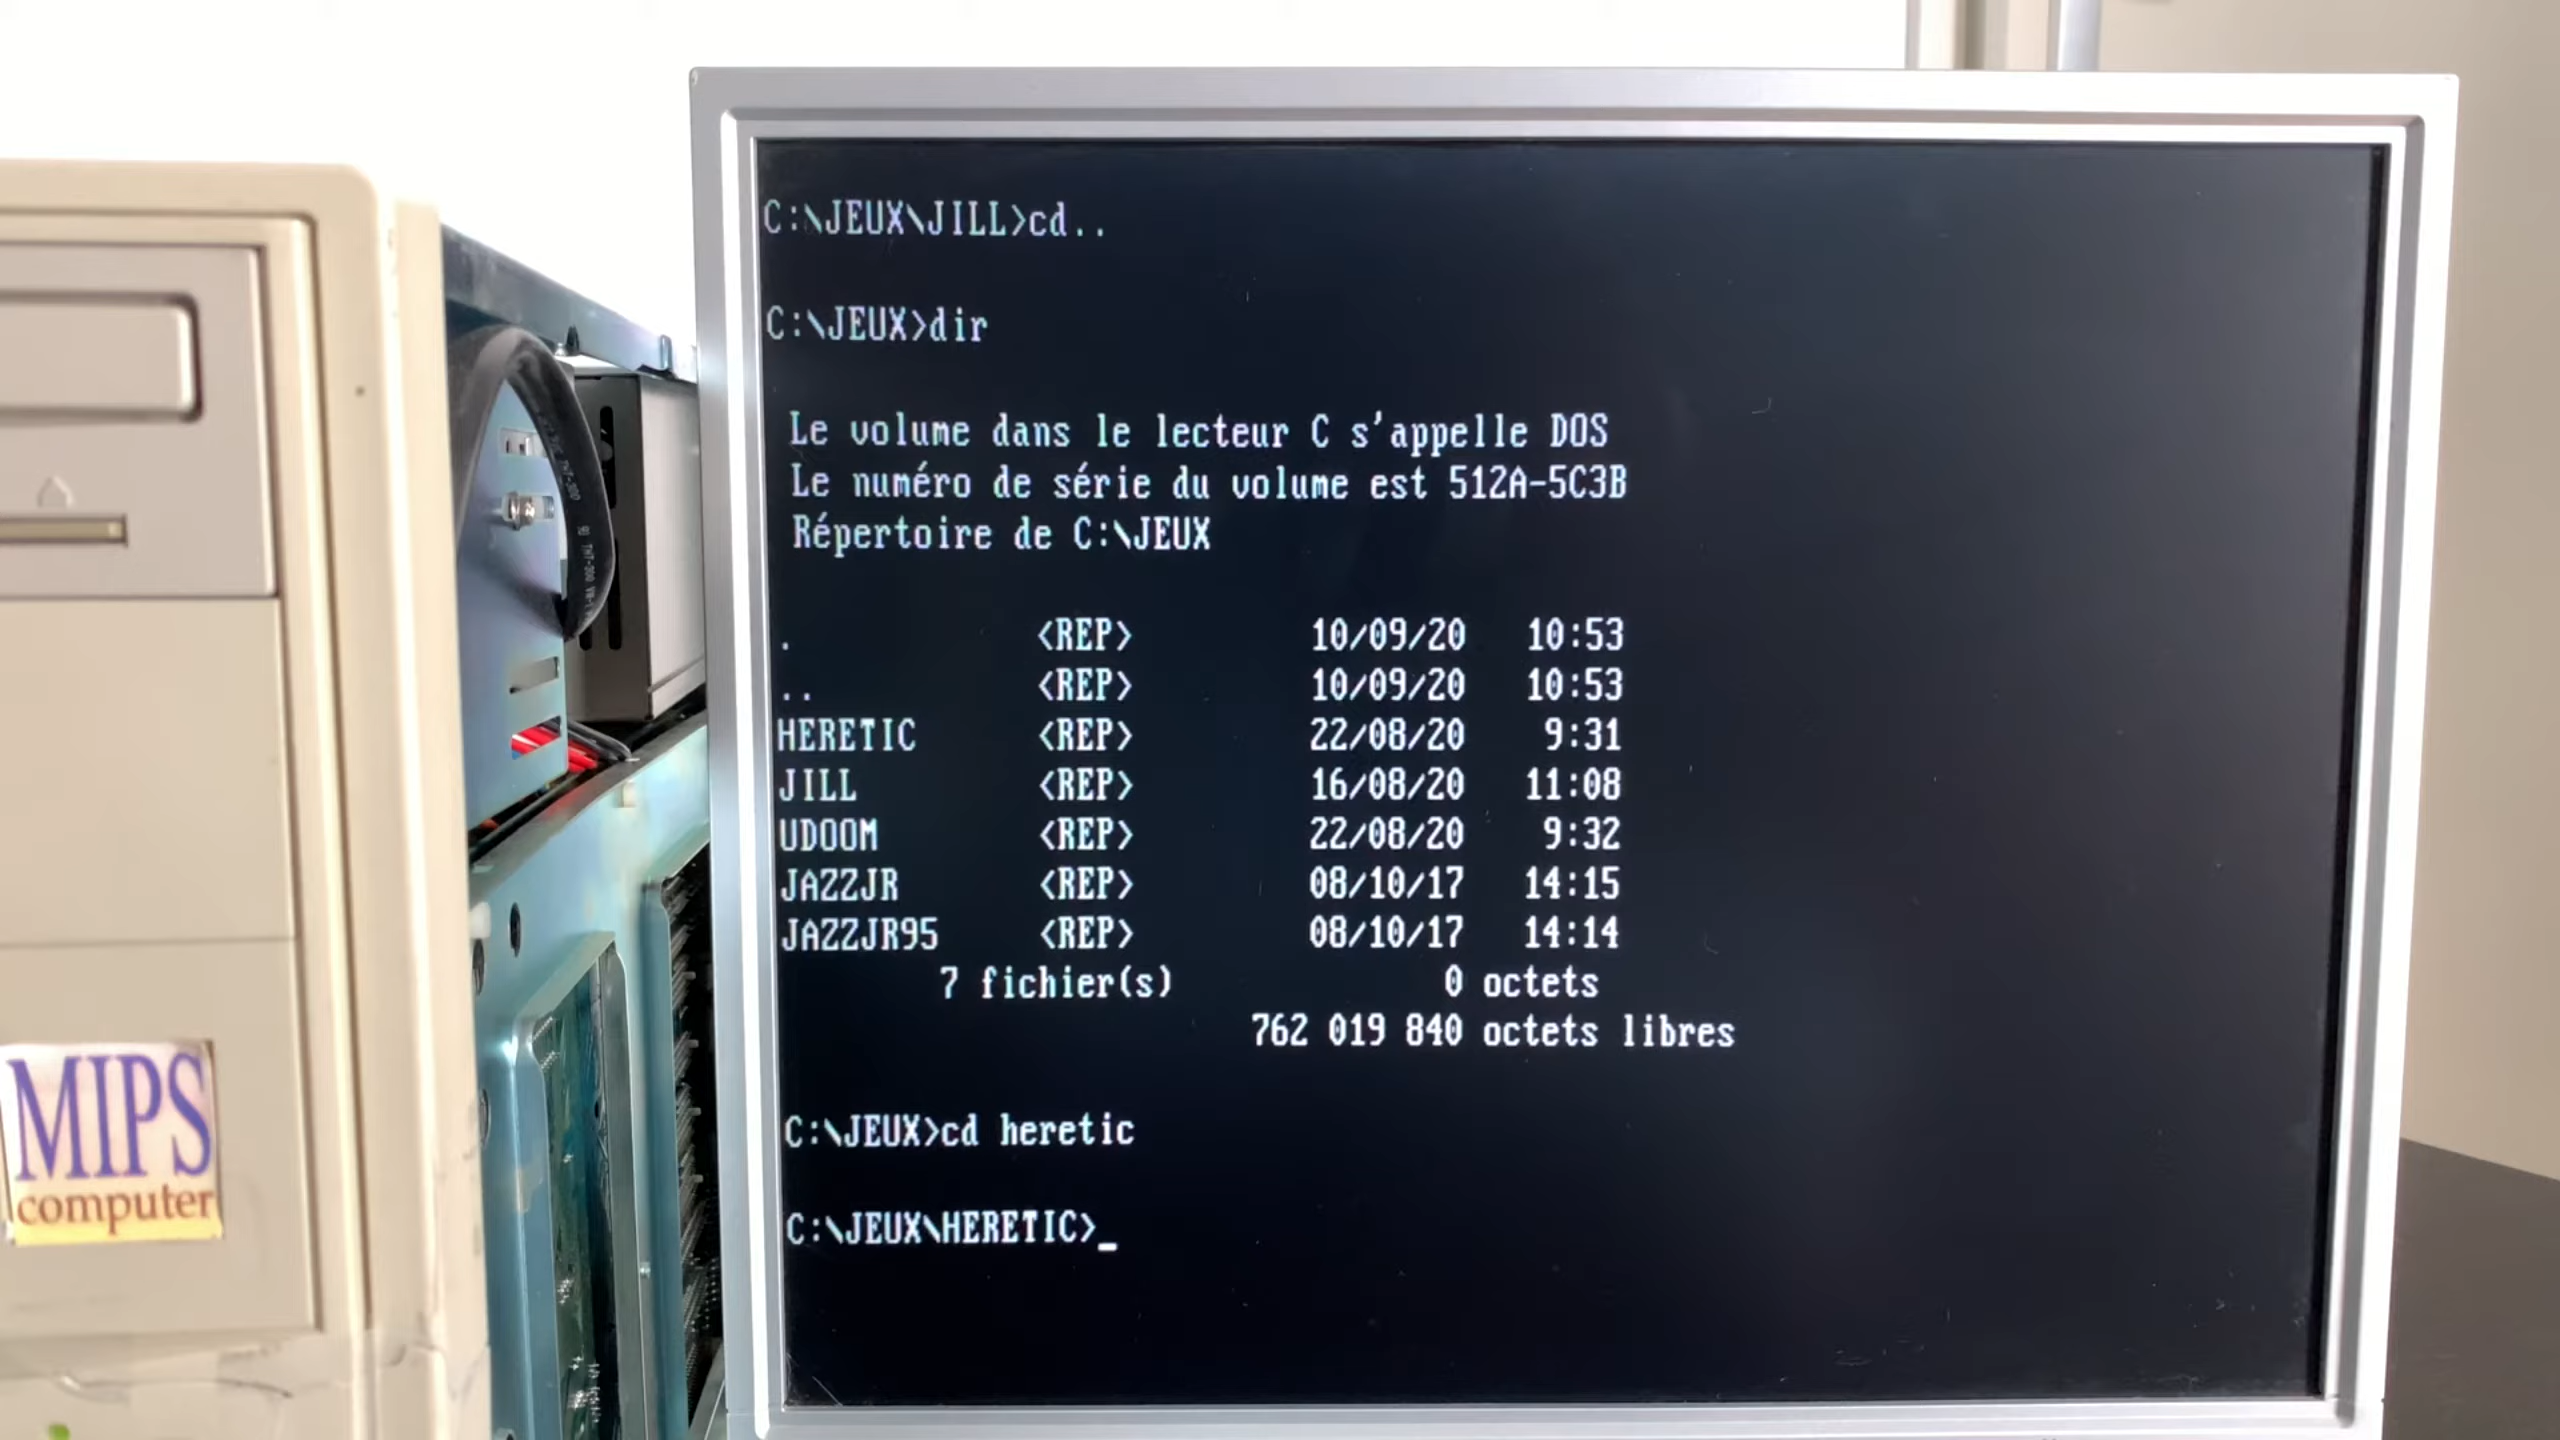 C:\JEUX\JILL>cd..
C:\JEUX>dir
Le volume dans le lecteur C s'appelle DOS
Le numéro de série du volume est 512A-5C3B
Répertoire de C:\JEUX
. <REP> 10/09/20 10:53
.. <REP> 10/09/20 10:53
HERETIC <REP> 22/08/20 9:31
JILL <REP> 16/08/20 11:08
UDOOM <REP> 22/08/20 9:32
JAZZJR <REP> 08/10/17 14:15
JAZZJR95 <REP> 08/10/17 14:14
7 fichier(s) 0 octets
762 019 840 octets libres
C:\JEUX>cd heretic
C:\JEUX\HERETIC>_
MIPS
computer